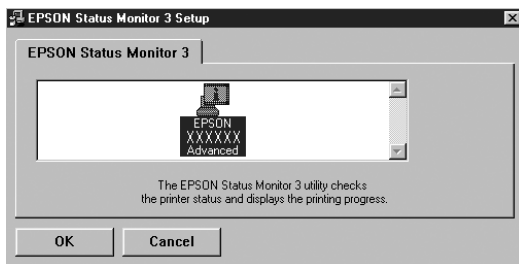 EPSON Status Monitor 3 Setup
EPSON Status Monitor 3
EPSON
XXXXXX
Advanced
The EPSON Status Monitor 3 utility checks
the printer status and displays the printing progress.
OK Cancel